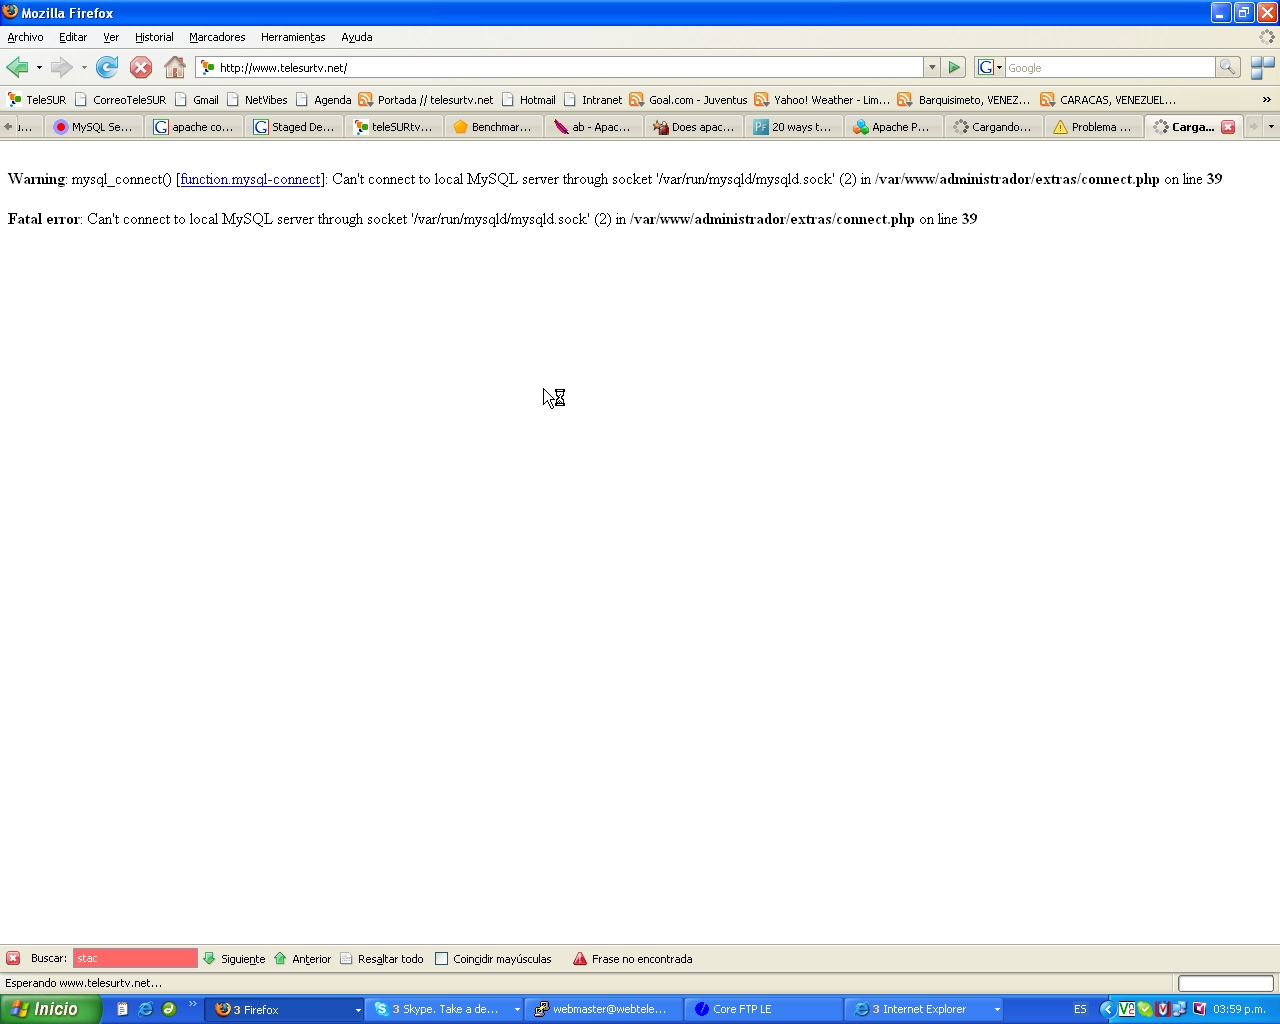 Mozilla Firefox
Archivo Editar Ver Historial Marcadores Herramientas Ayuda
http://www.telesurtv.net/ G Google
TeleSUR CorreoTeleSUR Gmail NetVibes Agenda Portada // telesurtv.net Hotmail Intranet Goal.com - Juventus Yahoo! Weather - Lim... Barquisimeto, VENEZ... CARACAS, VENEZUEL... »
MySQL Se... apache co... Staged De... teleSURtv... Benchmar... ab - Apac... Does apac... 20 ways t... Apache P... Cargando... Problema ... Carga...
Warning: mysql_connect() [function.mysql-connect]: Can't connect to local MySQL server through socket '/var/run/mysqld/mysqld.sock' (2) in /var/www/administrador/extras/connect.php on line 39
Fatal error: Can't connect to local MySQL server through socket '/var/run/mysqld/mysqld.sock' (2) in /var/www/administrador/extras/connect.php on line 39
Buscar: stac Siguiente Anterior Resaltar todo Coincidir mayúsculas Frase no encontrada
Esperando www.telesurtv.net...
Inicio » 3 Firefox 3 Skype. Take a de... webmaster@webtele... Core FTP LE 3 Internet Explorer ES 03:59 p.m.